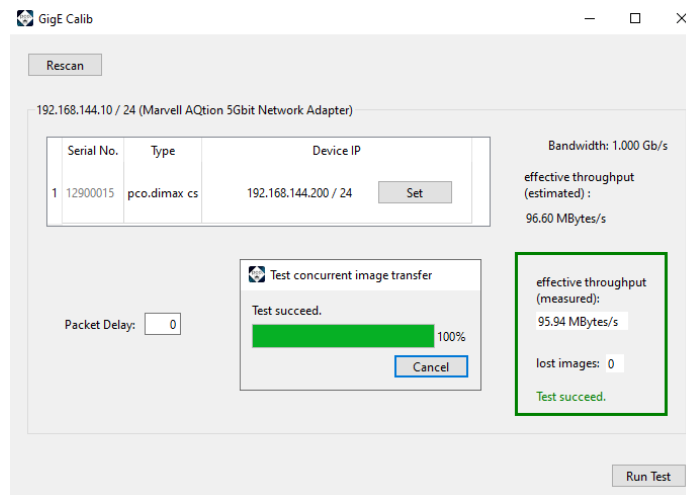 GigE Calib
Rescan
192.168.144.10 / 24 (Marvell AQtion 5Gbit Network Adapter)
Serial No. Type Device IP
1 12900015 pco.dimax cs 192.168.144.200 / 24 Set
Bandwidth: 1.000 Gb/s
effective throughput
(estimated) :
96.60 MBytes/s
Packet Delay: 0
Test concurrent image transfer
Test succeed.
100%
Cancel
effective throughput
(measured):
95.94 MBytes/s
lost images: 0
Test succeed.
Run Test